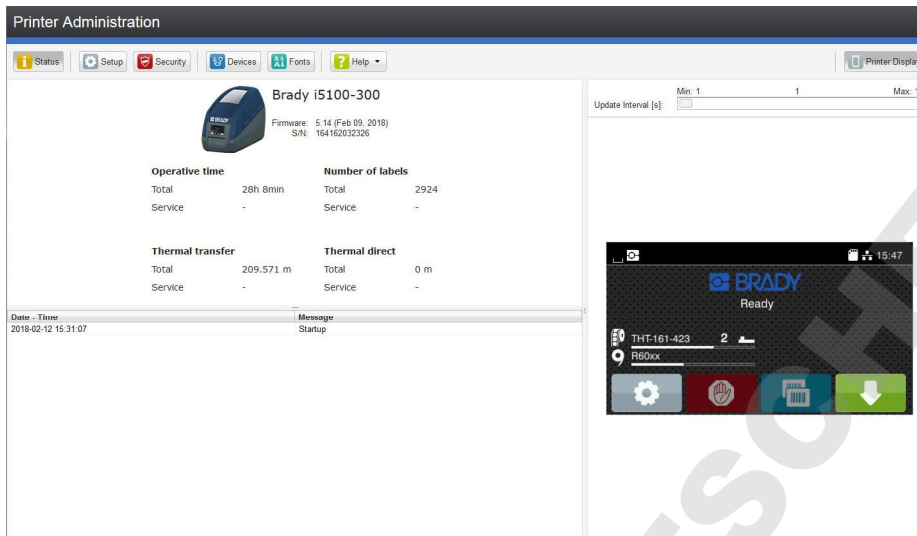 Printer Administration
Status Setup Security Devices Fonts Help Printer Display
Brady i5100-300
Firmware: 5.14 (Feb 09, 2018)
S/N: 164162032326
Operative time Number of labels
Total 28h 8min Total 2924
Service - Service -
Thermal transfer Thermal direct
Total 209.571 m Total 0 m
Service - Service -
Date - Time Message
2018-02-12 15:31:07 Startup
Min: 1 1 Max: 1
Update Interval [s]:
15:47
BRADY
Ready
THT-161-423 2
R60xx